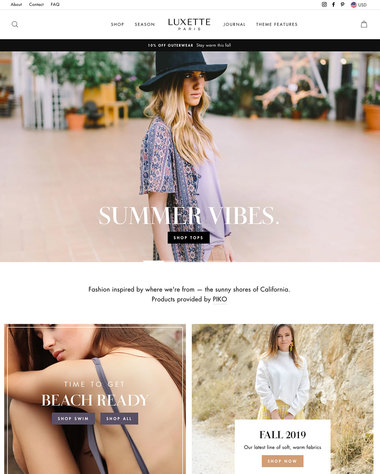 About Contact FAQ
USD
SHOP SEASON LUXETTE JOURNAL THEME FEATURES
PARIS
10% OFF OUTERWEAR Stay warm this fall
SUMMER VIBES.
SHOP TOPS
Fashion inspired by where we're from — the sunny shores of California.
Products provided by PIKO
TIME TO GET
BEACH READY
SHOP SWIM SHOP ALL
FALL 2019
Our latest line of soft, warm fabrics
SHOP NOW